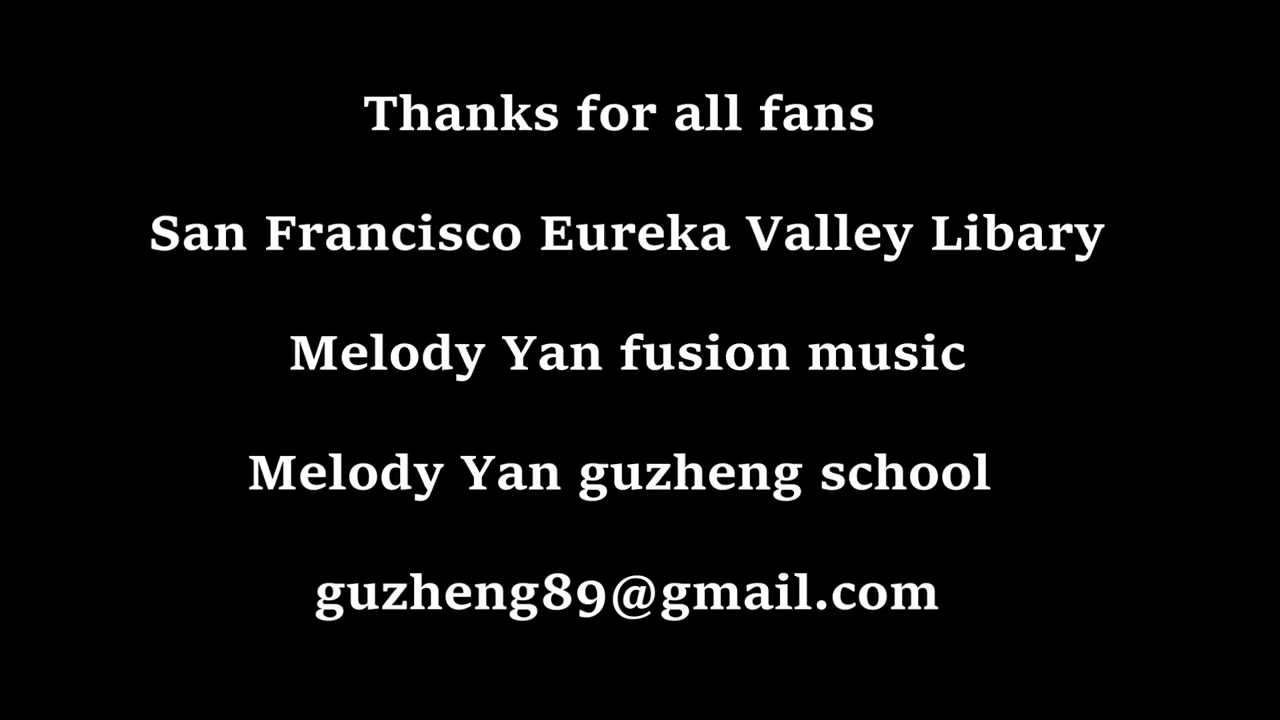 Thanks for all fans
San Francisco Eureka Valley Libary
Melody Yan fusion music
Melody Yan guzheng school
guzheng89@gmail.com